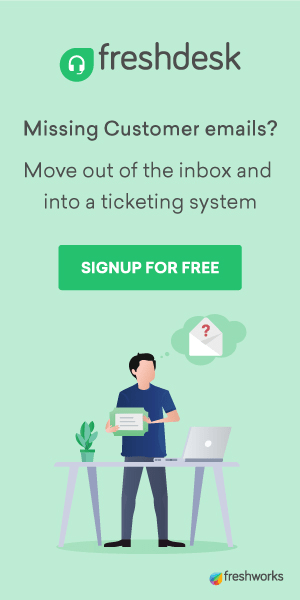 freshdesk
Missing Customer emails?
Move out of the inbox and
into a ticketing system
SIGNUP FOR FREE
?
freshworks